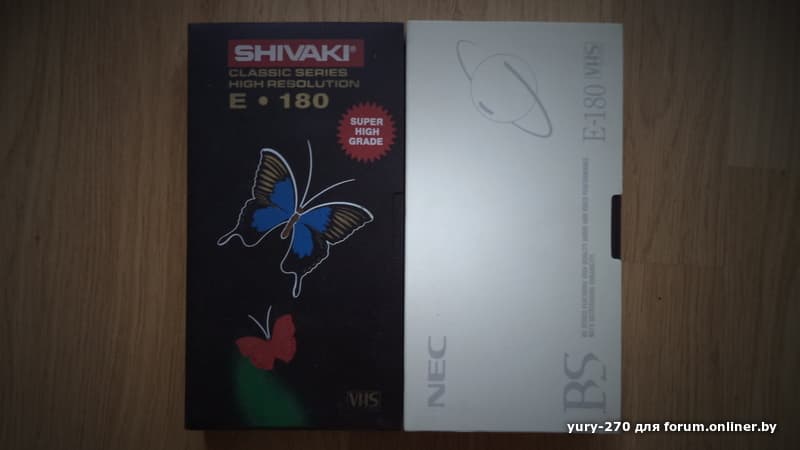 SHIVAKI®
CLASSIC SERIES
HIGH RESOLUTION
E • 180
SUPER
HIGH
GRADE
VHS
NEC
BS
E-180 VHS
yury-270 для forum.onliner.by